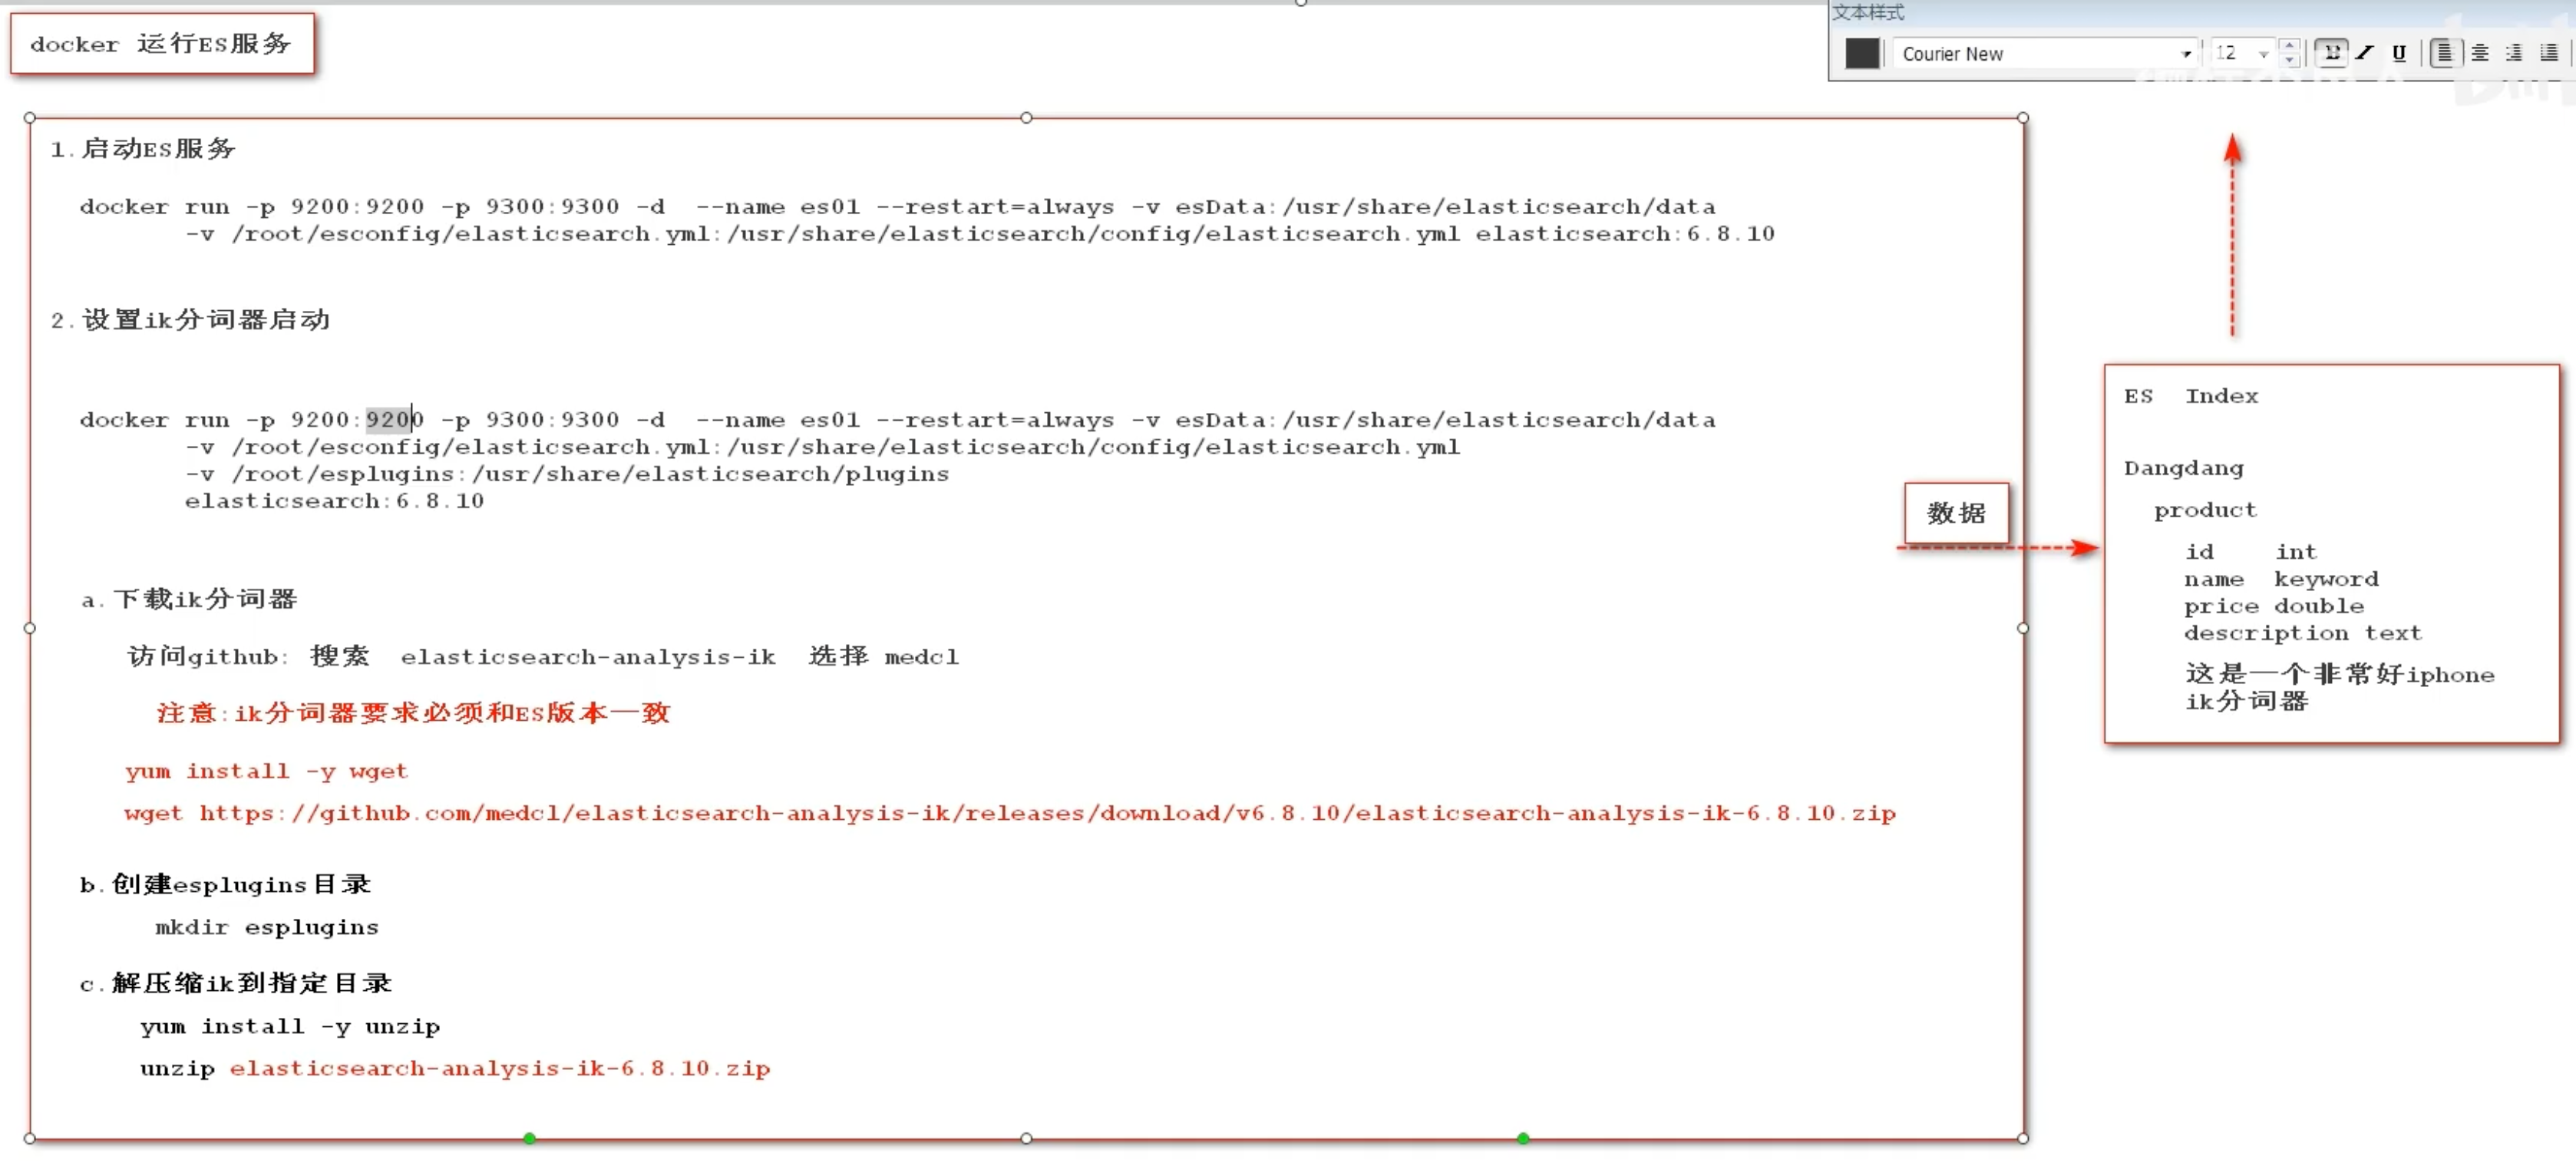 docker 运行ES服务
文本样式
Courier New
12
B I U
1.启动ES服务
docker run -p 9200:9200 -p 9300:9300 -d  --name es01 --restart=always -v esData:/usr/share/elasticsearch/data
-v /root/esconfig/elasticsearch.yml:/usr/share/elasticsearch/config/elasticsearch.yml elasticsearch:6.8.10
2.设置ik分词器启动
docker run -p 9200:9200 -p 9300:9300 -d  --name es01 --restart=always -v esData:/usr/share/elasticsearch/data
-v /root/esconfig/elasticsearch.yml:/usr/share/elasticsearch/config/elasticsearch.yml
-v /root/esplugins:/usr/share/elasticsearch/plugins
elasticsearch:6.8.10
a.下载ik分词器
访问github: 搜索  elasticsearch-analysis-ik  选择 medcl
注意:ik分词器要求必须和ES版本一致
yum install -y wget
wget https://github.com/medcl/elasticsearch-analysis-ik/releases/download/v6.8.10/elasticsearch-analysis-ik-6.8.10.zip
b.创建esplugins目录
mkdir esplugins
c.解压缩ik到指定目录
yum install -y unzip
unzip elasticsearch-analysis-ik-6.8.10.zip
数据
ES  Index
Dangdang
product
id    int
name  keyword
price double
description text
这是一个非常好iphone
ik分词器